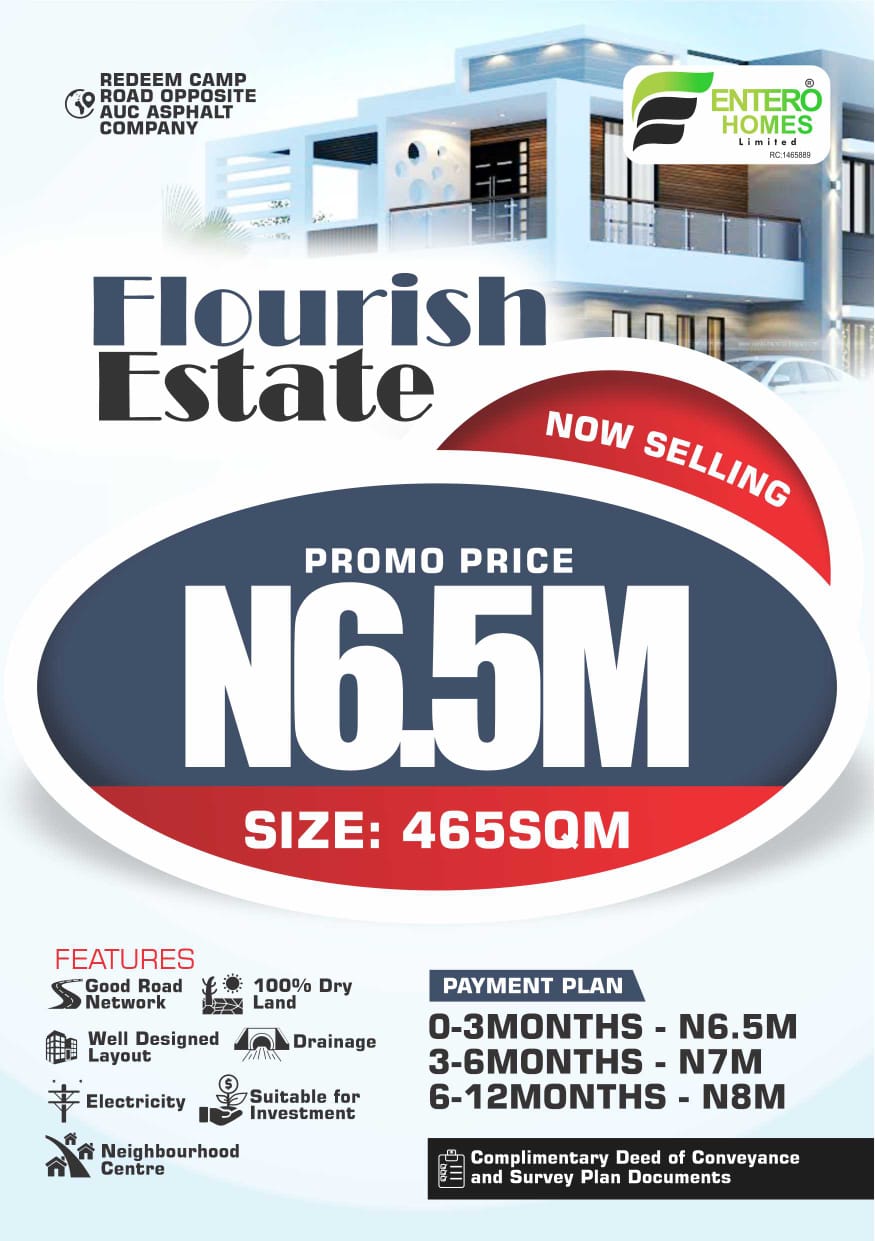 REDEEM CAMP
ROAD OPPOSITE
AUC ASPHALT
COMPANY
ENTERO®
HOMES
Limited
RC:1465889
Flourish
Estate
NOW SELLING
PROMO PRICE
N6.5M
SIZE: 465SQM
FEATURES
Good Road
Network
100% Dry
Land
Well Designed
Layout
Drainage
Electricity
Suitable for
Investment
Neighbourhood
Centre
PAYMENT PLAN
0-3MONTHS - N6.5M
3-6MONTHS - N7M
6-12MONTHS - N8M
Complimentary Deed of Conveyance
and Survey Plan Documents